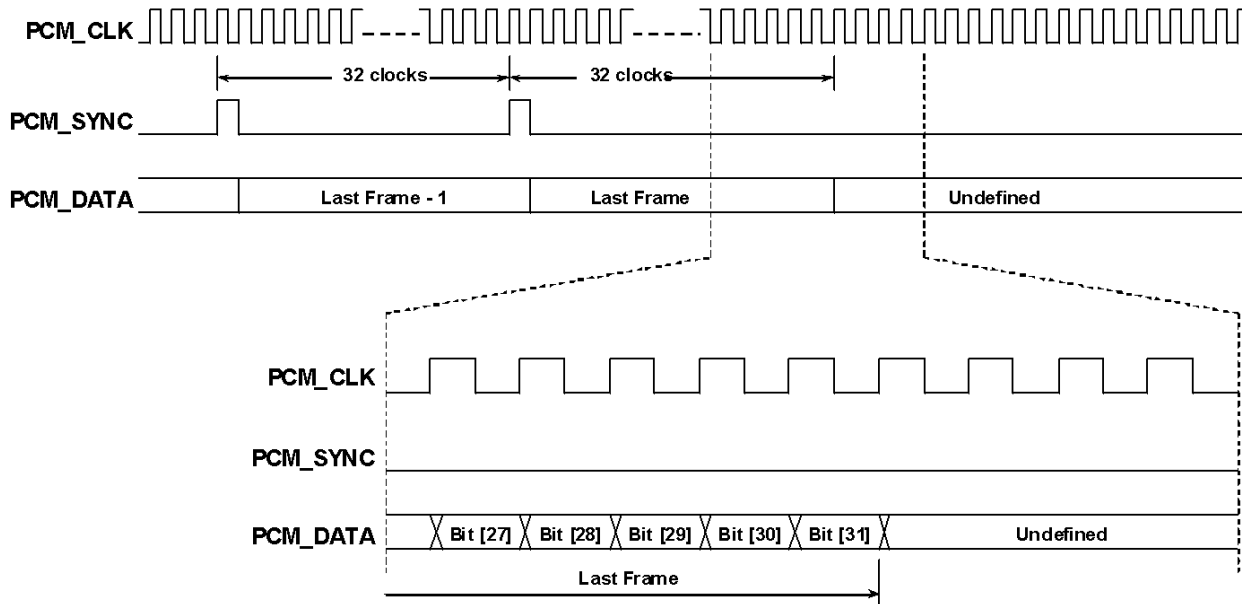 PCM_CLK
32 clocks
32 clocks
PCM_SYNC
PCM_DATA
Last Frame - 1
Last Frame
Undefined
PCM_CLK
PCM_SYNC
PCM_DATA
Bit [27]
Bit [28]
Bit [29]
Bit [30]
Bit [31]
Undefined
Last Frame